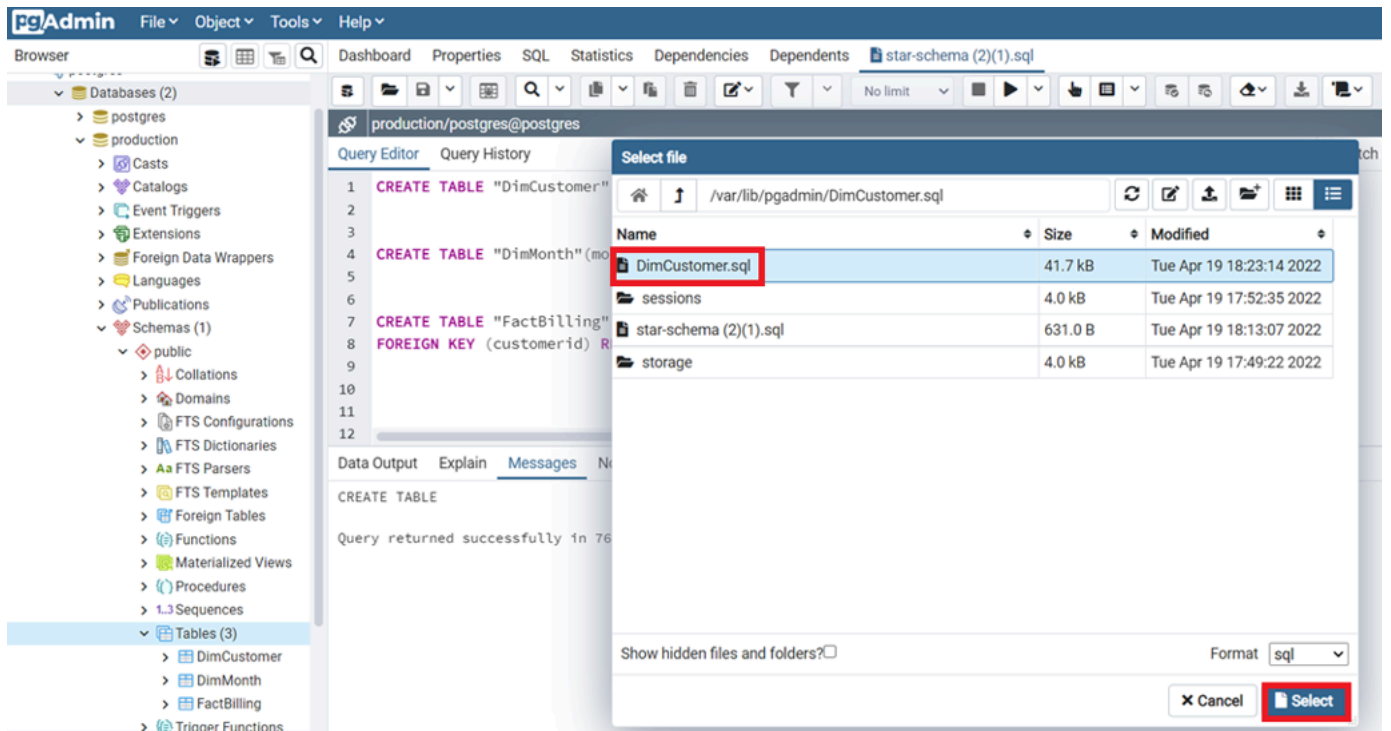 pgAdmin File Object Tools Help
Browser
Dashboard Properties SQL Statistics Dependencies Dependents star-schema (2)(1).sql
Databases (2)
postgres
production
Casts
Catalogs
Event Triggers
Extensions
Foreign Data Wrappers
Languages
Publications
Schemas (1)
public
Collations
Domains
FTS Configurations
FTS Dictionaries
FTS Parsers
FTS Templates
Foreign Tables
Functions
Materialized Views
Procedures
1..3 Sequences
Tables (3)
DimCustomer
DimMonth
FactBilling
Trigger Functions
No limit
production/postgres@postgres
Query Editor Query History
1 CREATE TABLE "DimCustomer"
2
3
4 CREATE TABLE "DimMonth"(mo
5
6
7 CREATE TABLE "FactBilling"
8 FOREIGN KEY (customerid) R
9
10
11
12
Data Output Explain Messages No
CREATE TABLE
Query returned successfully in 76
Select file
/var/lib/pgadmin/DimCustomer.sql
Name Size Modified
DimCustomer.sql 41.7 kB Tue Apr 19 18:23:14 2022
sessions 4.0 kB Tue Apr 19 17:52:35 2022
star-schema (2)(1).sql 631.0 B Tue Apr 19 18:13:07 2022
storage 4.0 kB Tue Apr 19 17:49:22 2022
Show hidden files and folders?
Format sql
Cancel Select